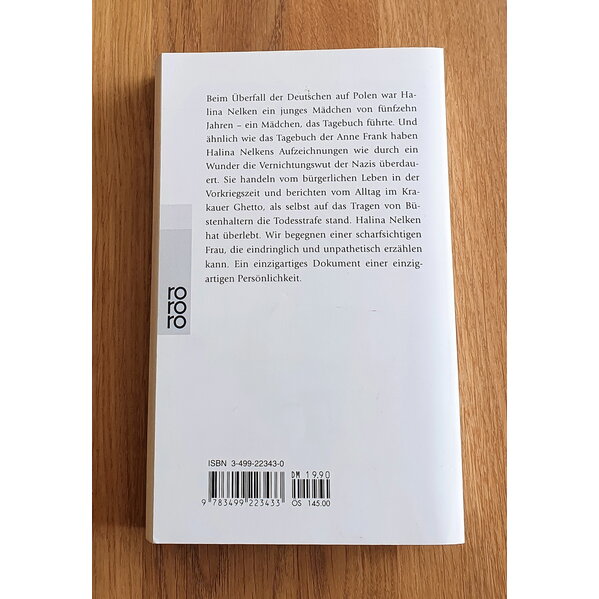 Beim Überfall der Deutschen auf Polen war Ha-
lina Nelken ein junges Mädchen von fünfzehn
Jahren – ein Mädchen, das Tagebuch führte. Und
ähnlich wie das Tagebuch der Anne Frank haben
Halina Nelkens Aufzeichnungen wie durch ein
Wunder die Vernichtungswut der Nazis überdau-
ert. Sie handeln vom bürgerlichen Leben in der
Vorkriegszeit und berichten vom Alltag im Kra-
kauer Ghetto, als selbst auf das Tragen von Bü-
stenhaltern die Todesstrafe stand. Halina Nelken
hat überlebt. Wir begegnen einer scharfsichtigen
Frau, die eindringlich und unpathetisch erzählen
kann. Ein einzigartiges Dokument einer einzig-
artigen Persönlichkeit.
ro
ro
ro
ISBN 3-499-22343-0
DM 19.90
9 783499 223433
ÖS 145.00